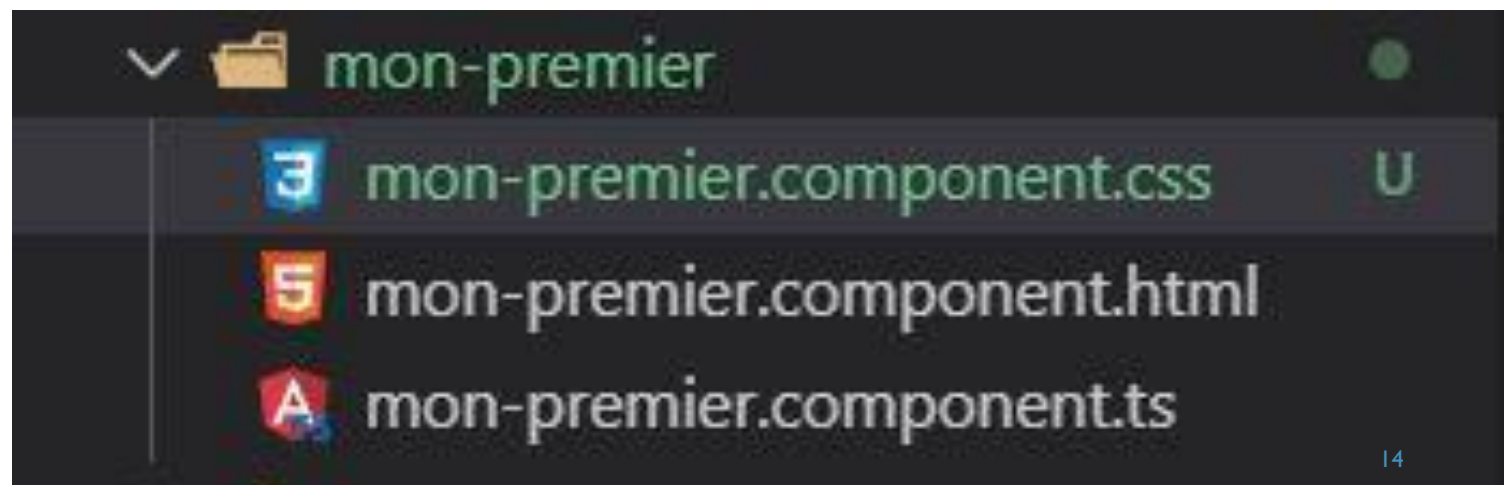 mon-premier
mon-premier.component.css U
mon-premier.component.html
mon-premier.component.ts
14